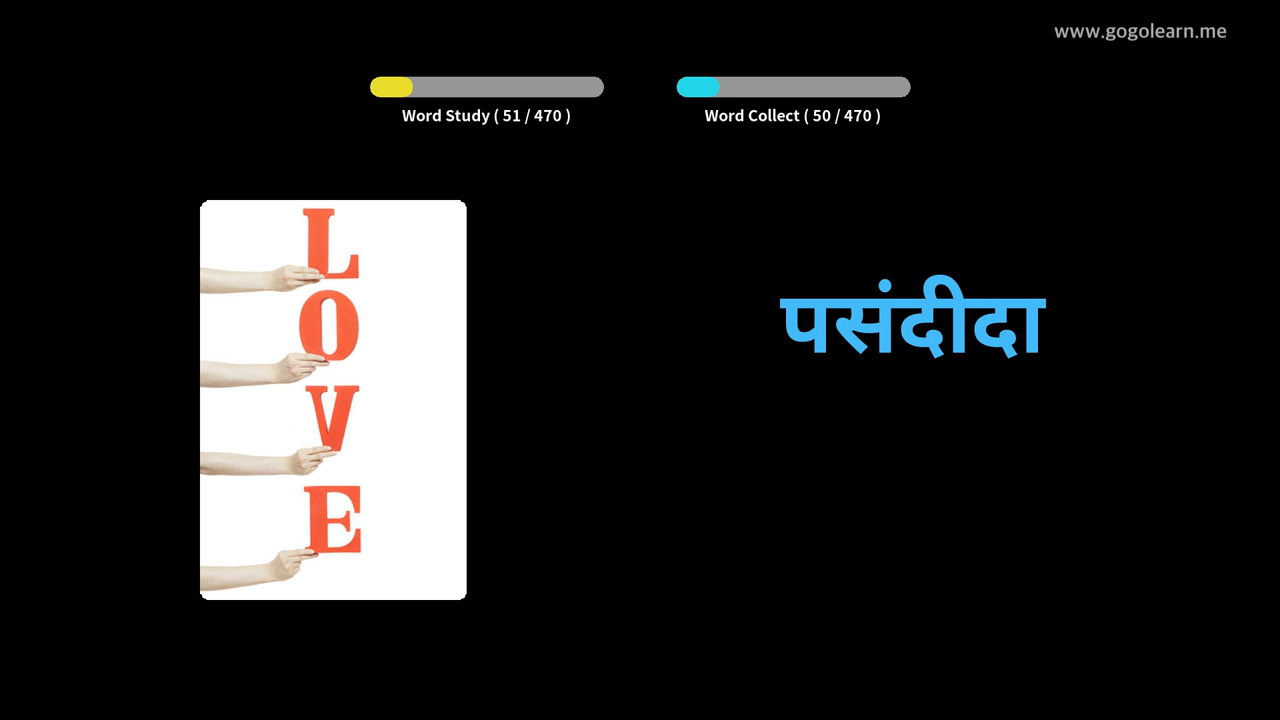 www.gogolearn.me
Word Study ( 51 / 470 )
Word Collect ( 50 / 470 )
L
O
V
E
पसंदीदा